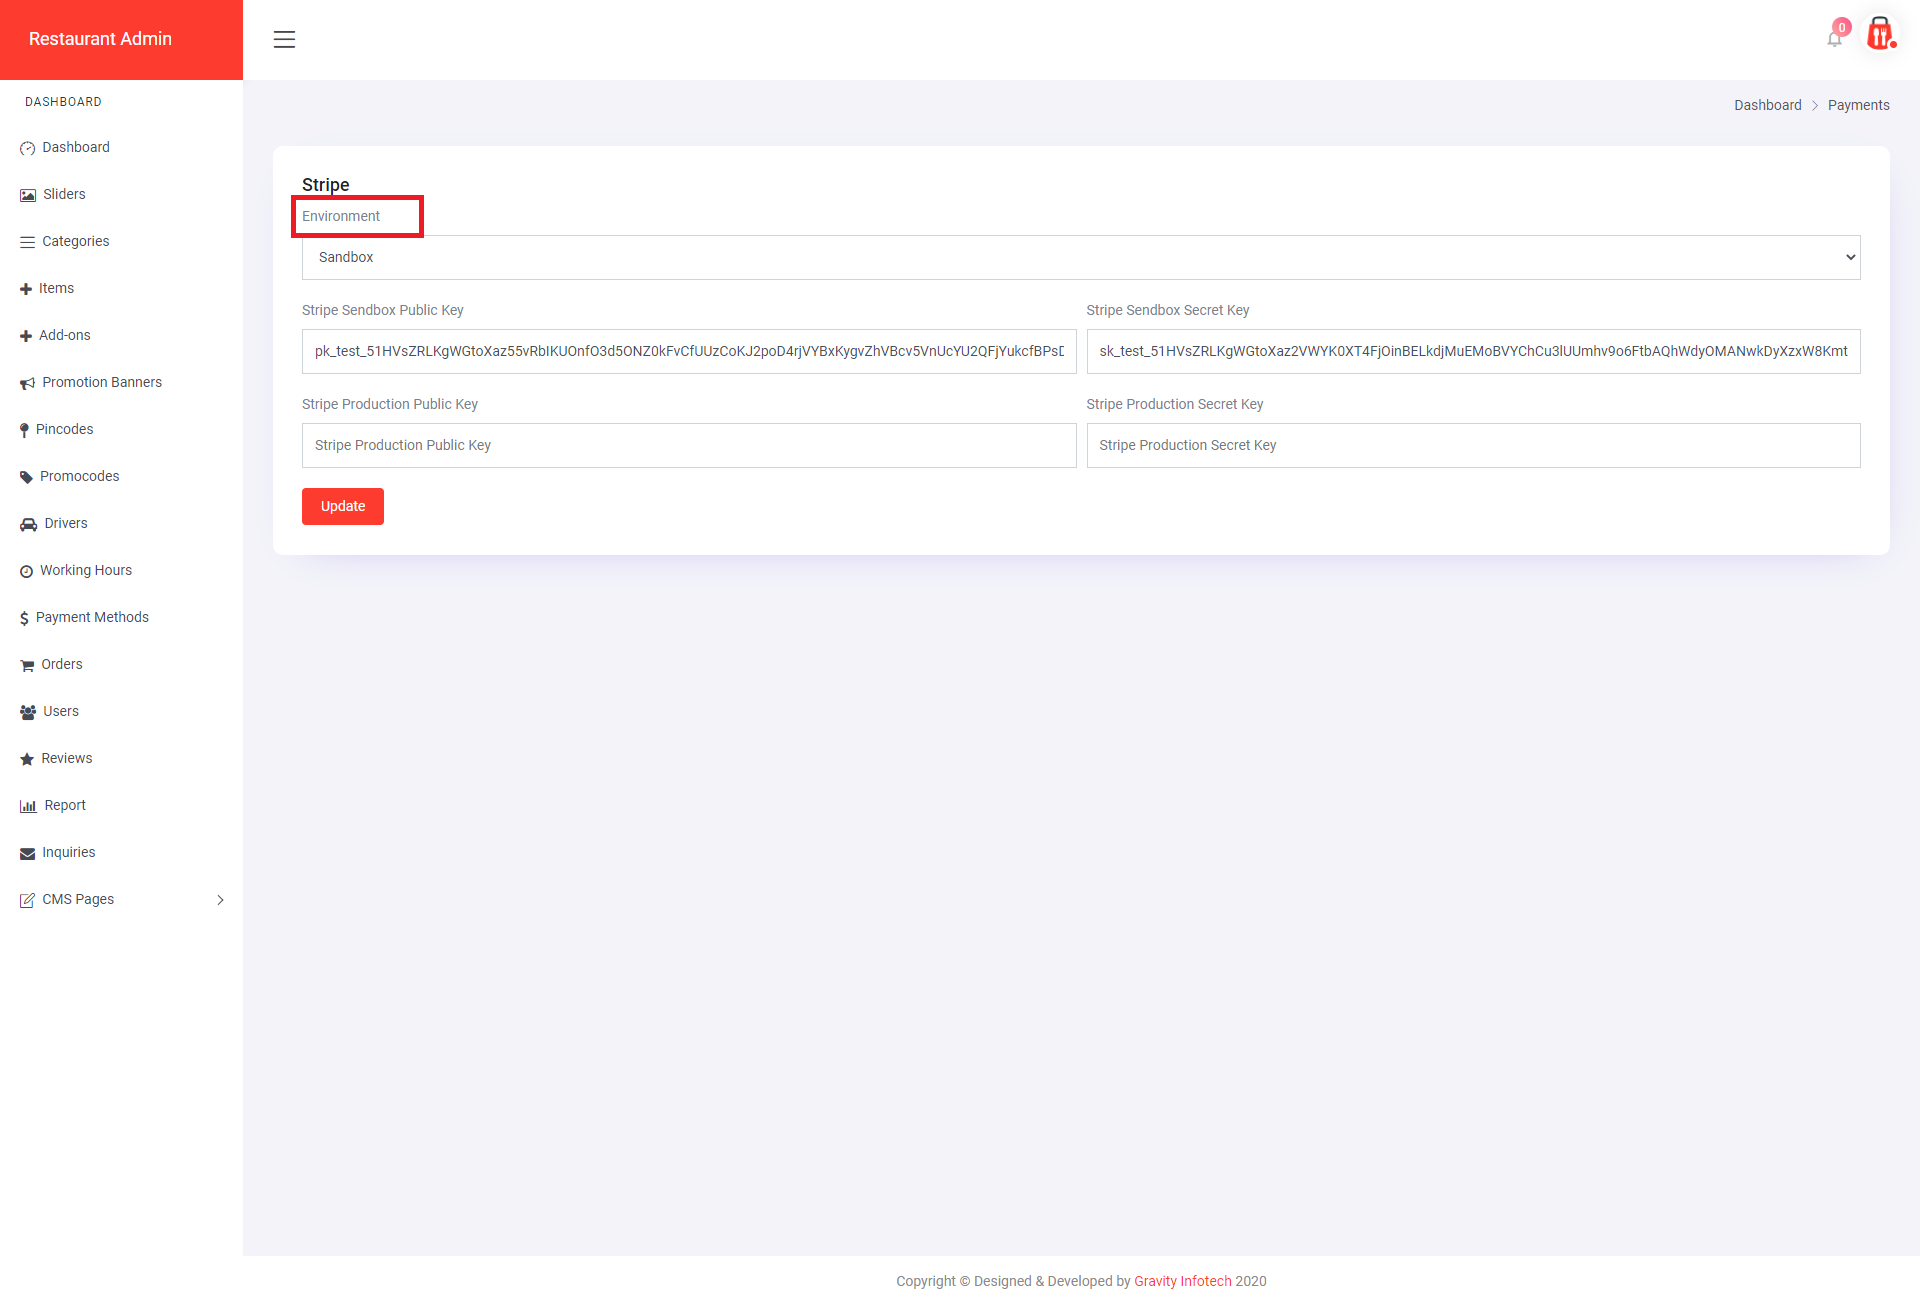 Restaurant Admin
0
DASHBOARD
Dashboard
Sliders
Categories
Items
Add-ons
Promotion Banners
Pincodes
Promocodes
Drivers
Working Hours
Payment Methods
Orders
Users
Reviews
Report
Inquiries
CMS Pages
Dashboard > Payments
Stripe
Environment
Sandbox
Stripe Sendbox Public Key
Stripe Sendbox Secret Key
Stripe Production Public Key
Stripe Production Secret Key
Stripe Production Public Key
Stripe Production Secret Key
Update
Copyright © Designed & Developed by Gravity Infotech 2020